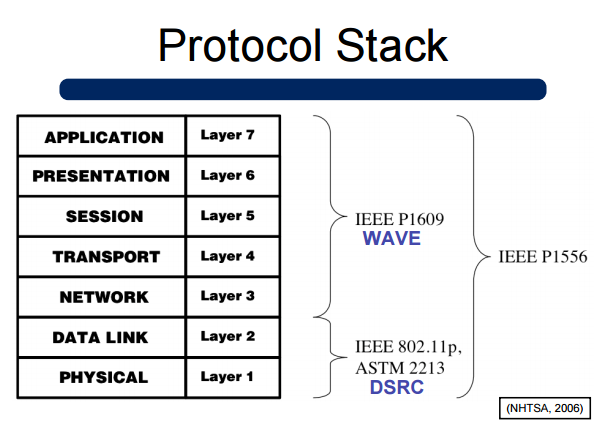 Protocol Stack
APPLICATION Layer 7
PRESENTATION Layer 6
SESSION Layer 5
TRANSPORT Layer 4
NETWORK Layer 3
DATA LINK Layer 2
PHYSICAL Layer 1
IEEE P1609
WAVE
IEEE 802.11p,
ASTM 2213
DSRC
IEEE P1556
(NHTSA, 2006)